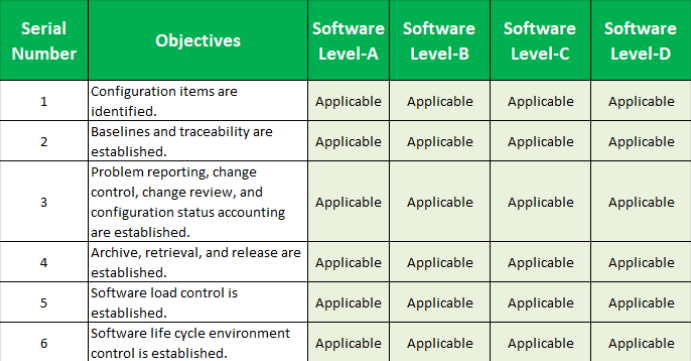 Serial Number Objectives Software Level-A Software Level-B Software Level-C Software Level-D
1 Configuration items are identified. Applicable Applicable Applicable Applicable
2 Baselines and traceability are established. Applicable Applicable Applicable Applicable
3 Problem reporting, change control, change review, and configuration status accounting are established. Applicable Applicable Applicable Applicable
4 Archive, retrieval, and release are established. Applicable Applicable Applicable Applicable
5 Software load control is established. Applicable Applicable Applicable Applicable
6 Software life cycle environment control is established. Applicable Applicable Applicable Applicable